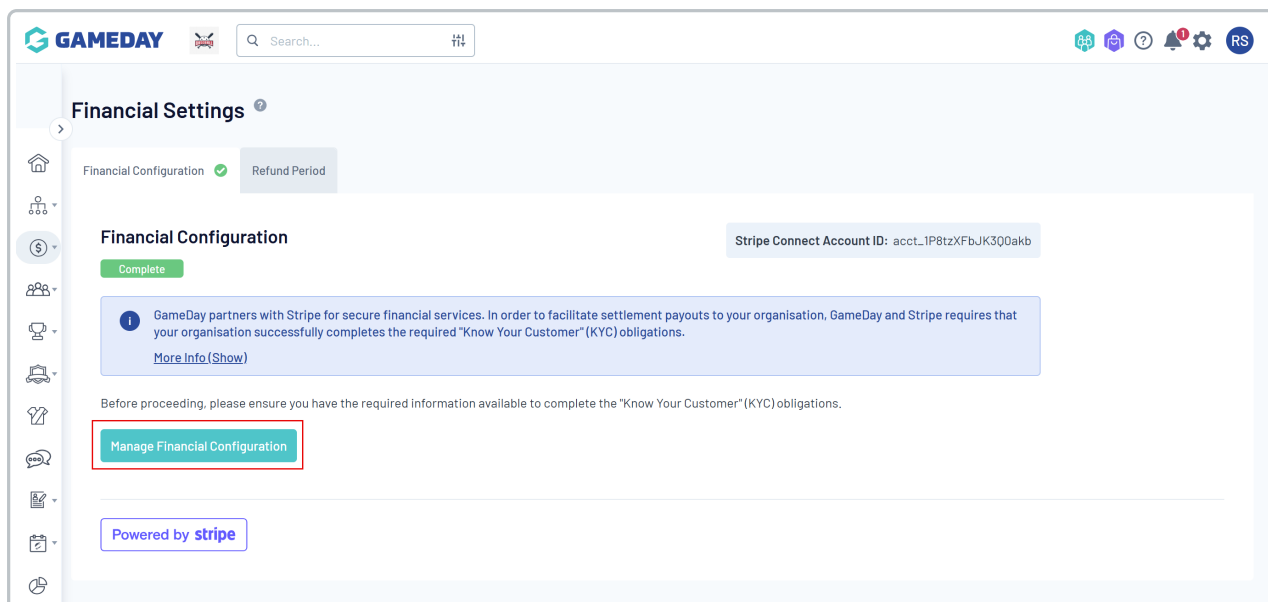 GAMEDAY
Search...
1
RS
Financial Settings ?
Financial Configuration
Refund Period
Financial Configuration
Stripe Connect Account ID: acct_1P8tzXFbJK3Q0akb
Complete
GameDay partners with Stripe for secure financial services. In order to facilitate settlement payouts to your organisation, GameDay and Stripe requires that
your organisation successfully completes the required "Know Your Customer" (KYC) obligations.
More Info (Show)
Before proceeding, please ensure you have the required information available to complete the "Know Your Customer" (KYC) obligations.
Manage Financial Configuration
Powered by stripe